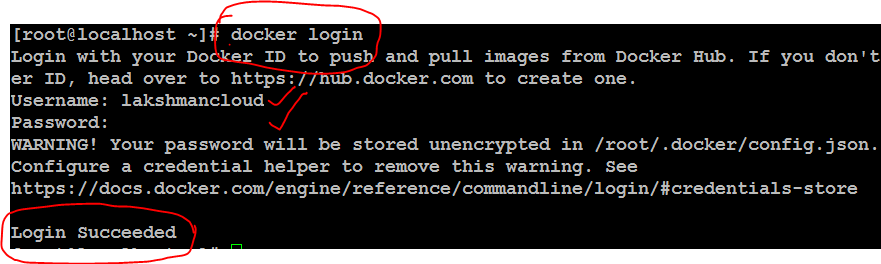 [root@localhost ~]# docker login
Login with your Docker ID to push and pull images from Docker Hub. If you don't
er ID, head over to https://hub.docker.com to create one.
Username: lakshmancloud
Password:
WARNING! Your password will be stored unencrypted in /root/.docker/config.json.
Configure a credential helper to remove this warning. See
https://docs.docker.com/engine/reference/commandline/login/#credentials-store
Login Succeeded